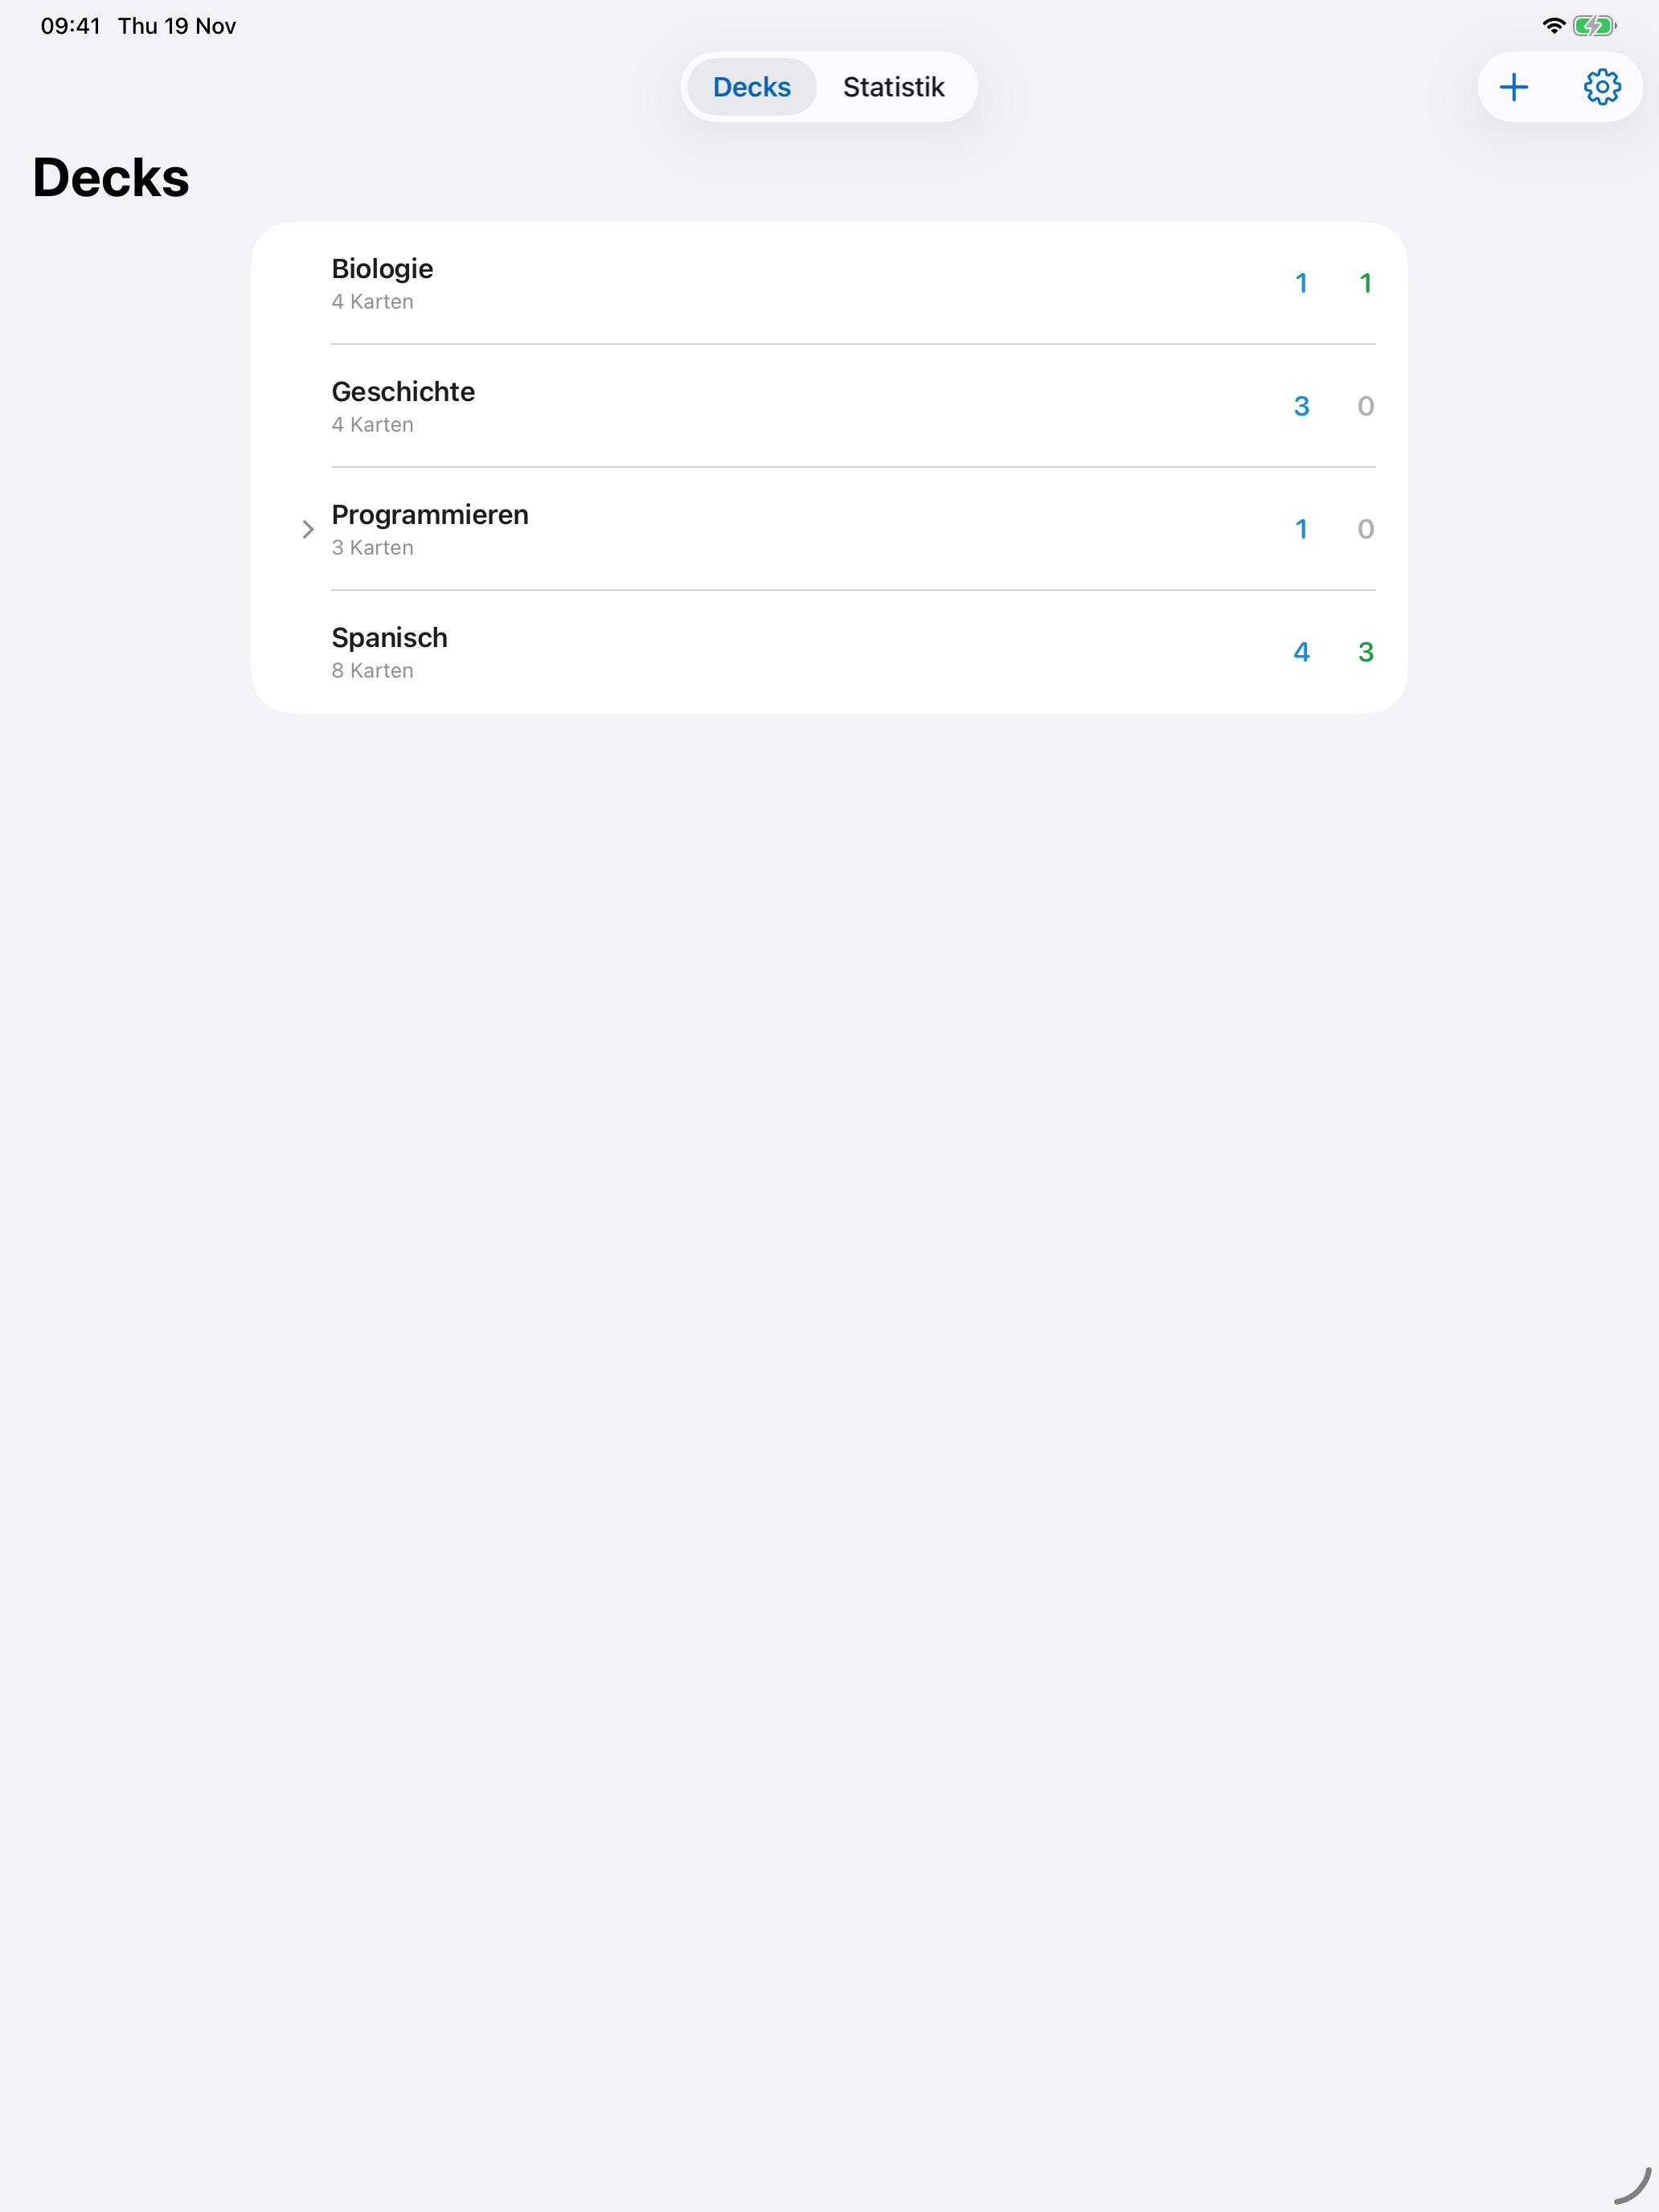 09:41 Thu 19 Nov
Decks Statistik
Decks
Biologie
4 Karten
1 1
Geschichte
4 Karten
3 0
Programmieren
3 Karten
1 0
Spanisch
8 Karten
4 3